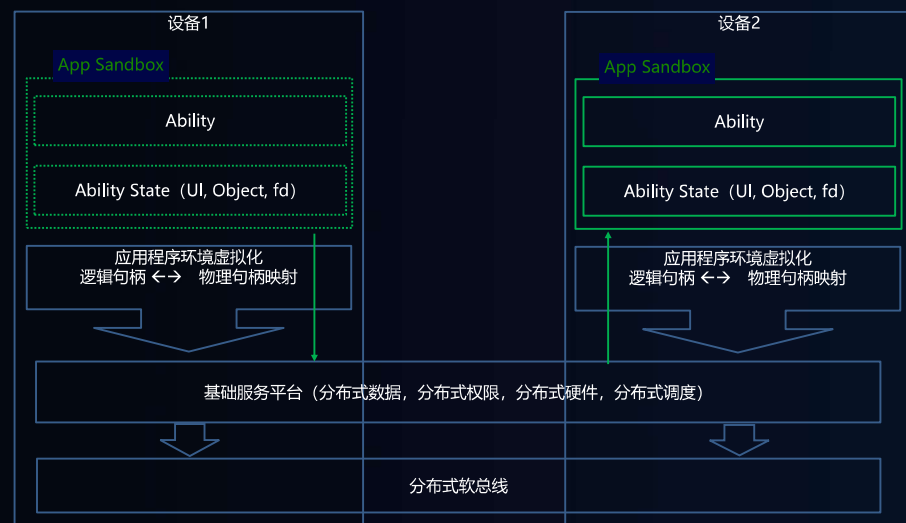 设备1
App Sandbox
Ability
Ability State（UI, Object, fd）
应用程序环境虚拟化
逻辑句柄 ←→ 物理句柄映射
设备2
App Sandbox
Ability
Ability State（UI, Object, fd）
应用程序环境虚拟化
逻辑句柄 ←→ 物理句柄映射
基础服务平台（分布式数据，分布式权限，分布式硬件，分布式调度）
分布式软总线